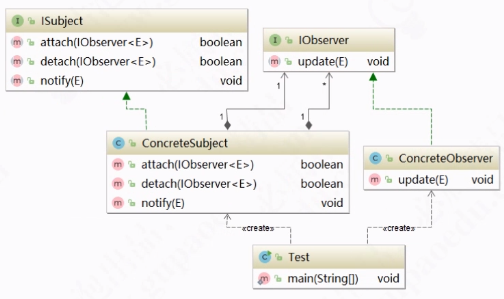 ISubject
attach(IObserver<E>) boolean
detach(IObserver<E>) boolean
notify(E) void
IObserver
update(E) void
1
*
1
1
ConcreteSubject
attach(IObserver<E>) boolean
detach(IObserver<E>) boolean
notify(E) void
ConcreteObserver
update(E) void
«create»
«create»
Test
main(String[]) void